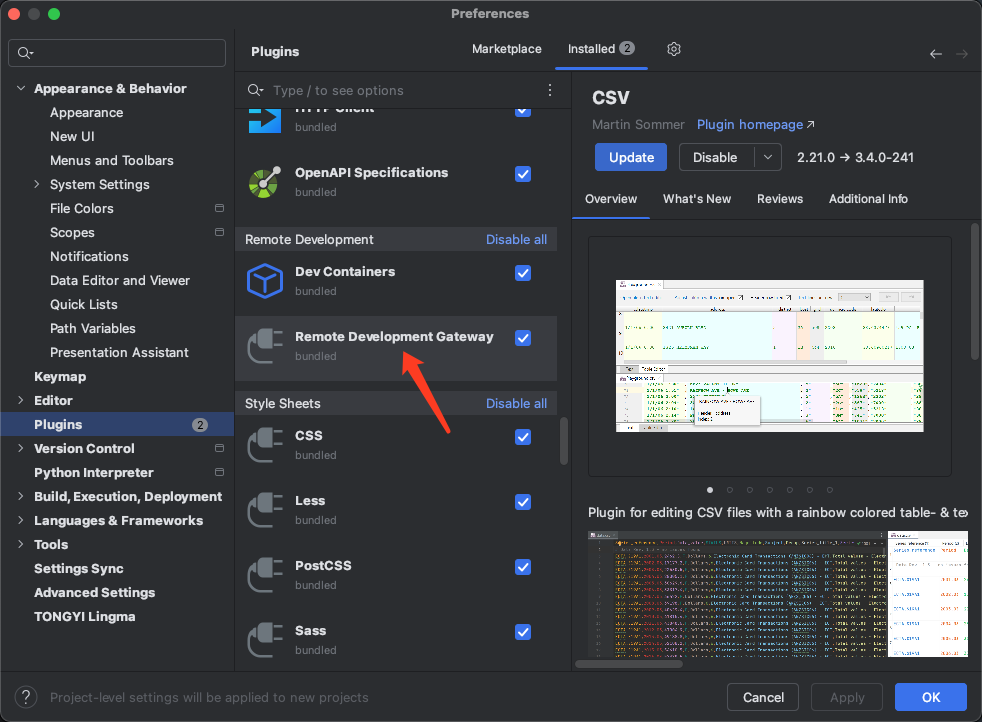 Preferences
Plugins
Marketplace
Installed 2
Type / to see options
Appearance & Behavior
Appearance
New UI
Menus and Toolbars
System Settings
File Colors
Scopes
Notifications
Data Editor and Viewer
Quick Lists
Path Variables
Presentation Assistant
Keymap
Editor
Plugins 2
Version Control
Python Interpreter
Build, Execution, Deployment
Languages & Frameworks
Tools
Settings Sync
Advanced Settings
TONGYI Lingma
HTTP Client
bundled
OpenAPI Specifications
bundled
Remote Development Disable all
Dev Containers
bundled
Remote Development Gateway
bundled
Style Sheets Disable all
CSS
bundled
Less
bundled
PostCSS
bundled
Sass
bundled
CSV
Martin Sommer Plugin homepage ↗
Update Disable 2.21.0 → 3.4.0-241
Overview What's New Reviews Additional Info
Plugin for editing CSV files with a rainbow colored table- & tex
? Project-level settings will be applied to new projects
Cancel Apply OK